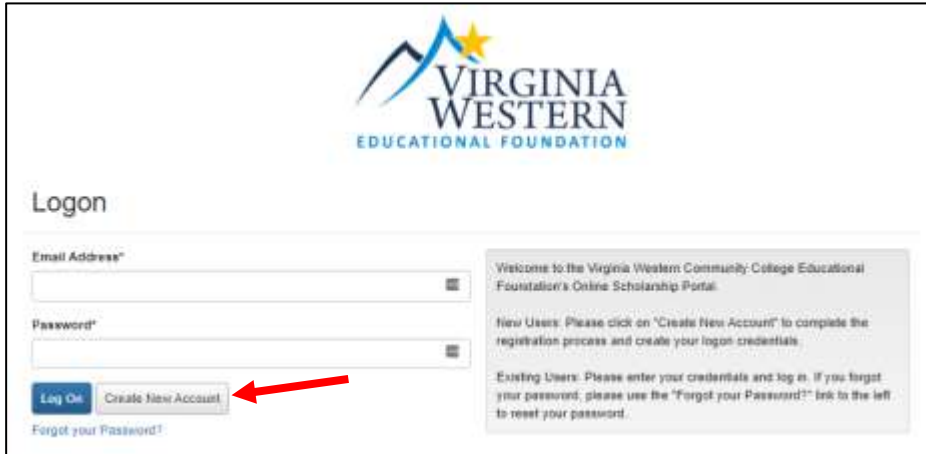 VIRGINIA
WESTERN
EDUCATIONAL FOUNDATION
Logon
Email Address*
Password*
Log On
Create New Account
Forgot your Password?
Welcome to the Virginia Western Community College Educational
Foundation's Online Scholarship Portal.
New Users: Please click on "Create New Account" to complete the
registration process and create your logon credentials.
Existing Users: Please enter your credentials and log in. If you forgot
your password, please use the "Forgot your Password?" link to the left
to reset your password.